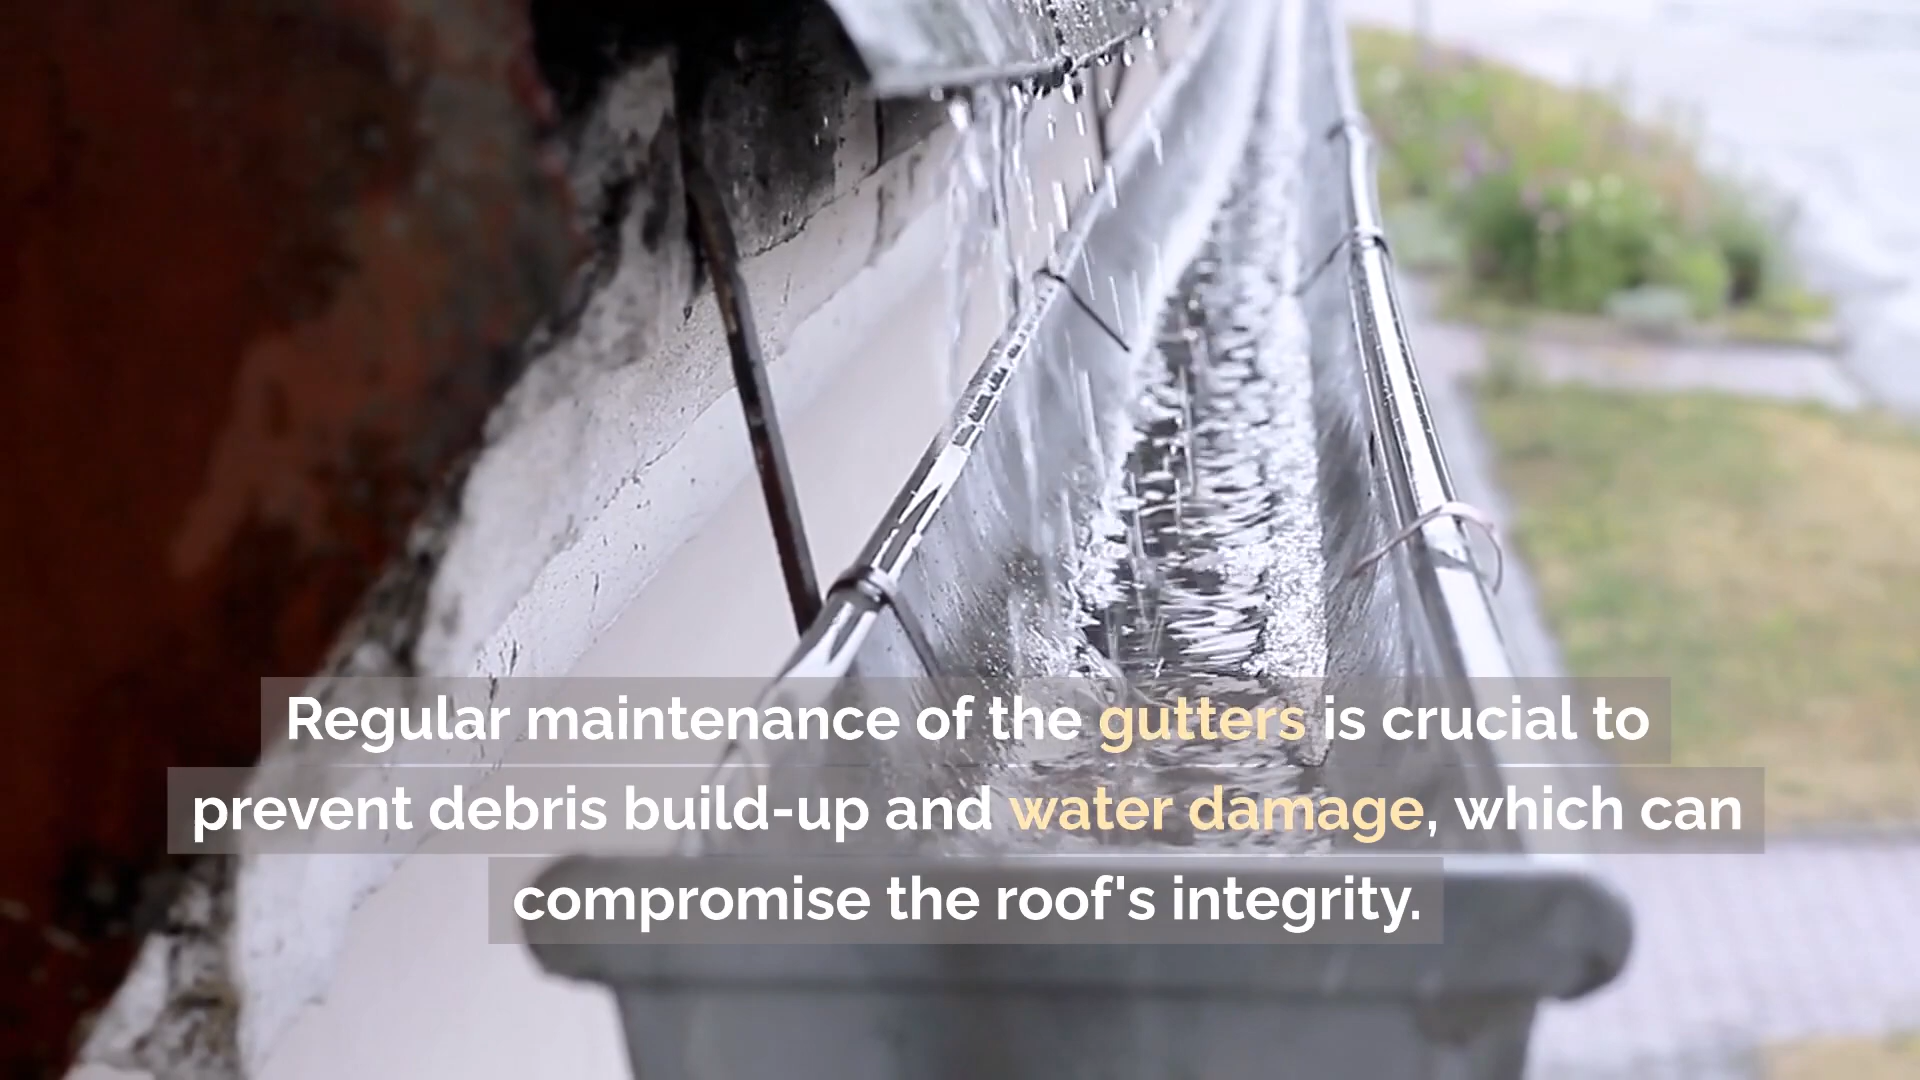 Regular maintenance of the gutters is crucial to
prevent debris build-up and water damage, which can
compromise the roof's integrity.